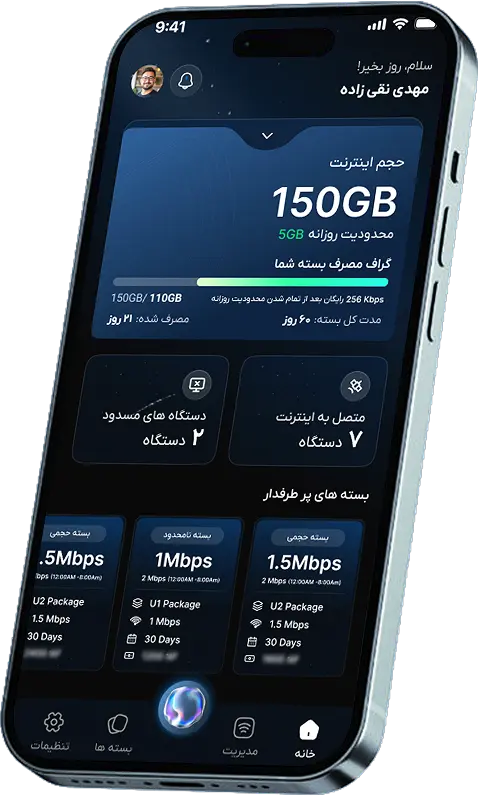 9:41
سلام، روز بخیر!
مهدی نقی زاده
حجم اینترنت
150GB
محدودیت روزانه 5GB
گراف مصرف بسته شما
256 Kbps رایگان بعد از تمام شدن محدودیت روزانه
150GB/ 110GB
مدت کل بسته: ۶۰ روز
مصرف شده: ۲۱ روز
متصل به اینترنت
۷ دستگاه
دستگاه های مسدود
۲ دستگاه
بسته های پر طرفدار
بسته حجمی
1.5Mbps
2 Mbps (12:00AM -8:00Am)
U2 Package
1.5 Mbps
30 Days
بسته نامحدود
1Mbps
2 Mbps (12:00AM -8:00Am)
U1 Package
1 Mbps
30 Days
بسته حجمی
.5Mbps
bps (12:00AM -8:00Am)
U2 Package
1.5 Mbps
30 Days
خانه
مدیریت
بسته ها
تنظیمات